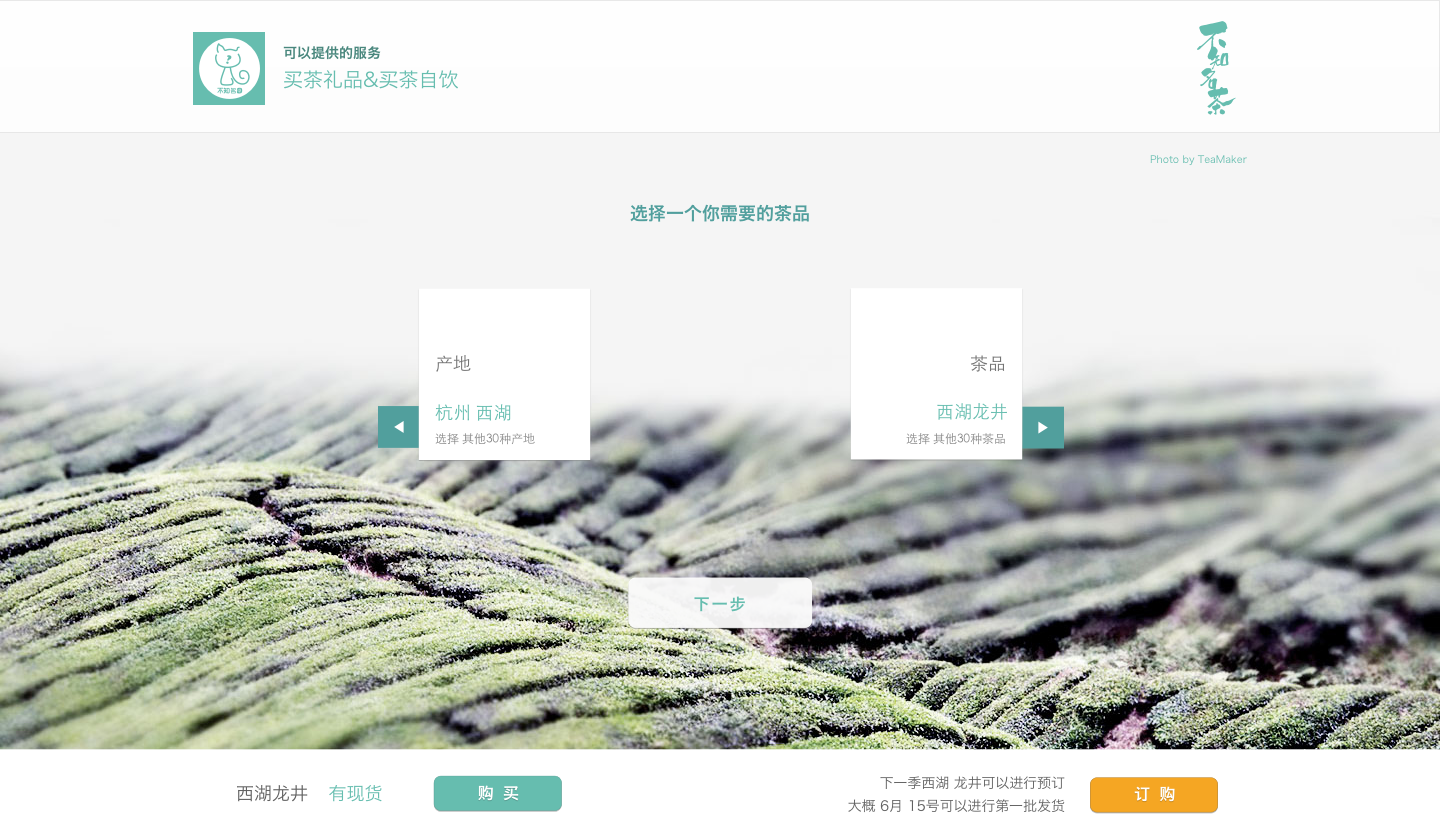 可以提供的服务
买茶礼品&买茶自饮
不知名茶
Photo by TeaMaker
选择一个你需要的茶品
产地
杭州 西湖
选择 其他30种产地
茶品
西湖龙井
选择 其他30种茶品
下一步
西湖龙井 有现货
购 买
下一季西湖 龙井可以进行预订
大概 6月 15号可以进行第一批发货
订 购